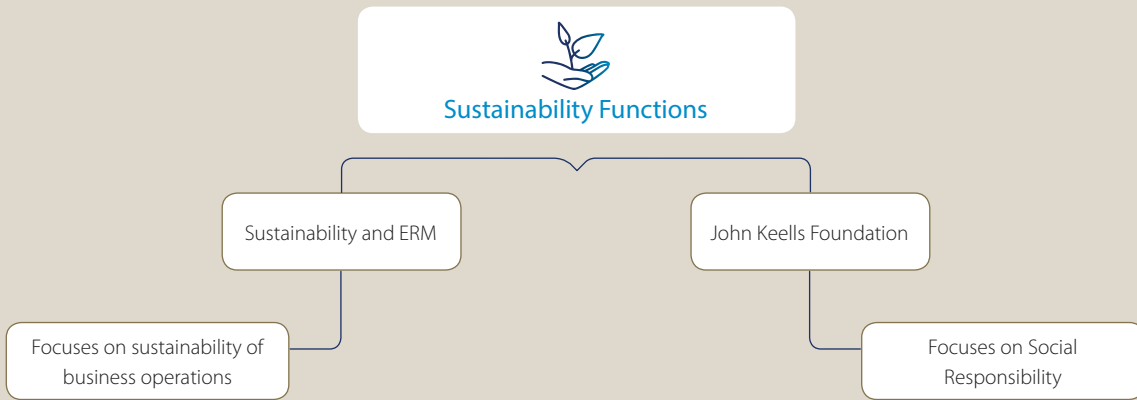 Sustainability Functions
Sustainability and ERM
John Keells Foundation
Focuses on sustainability of
business operations
Focuses on Social
Responsibility